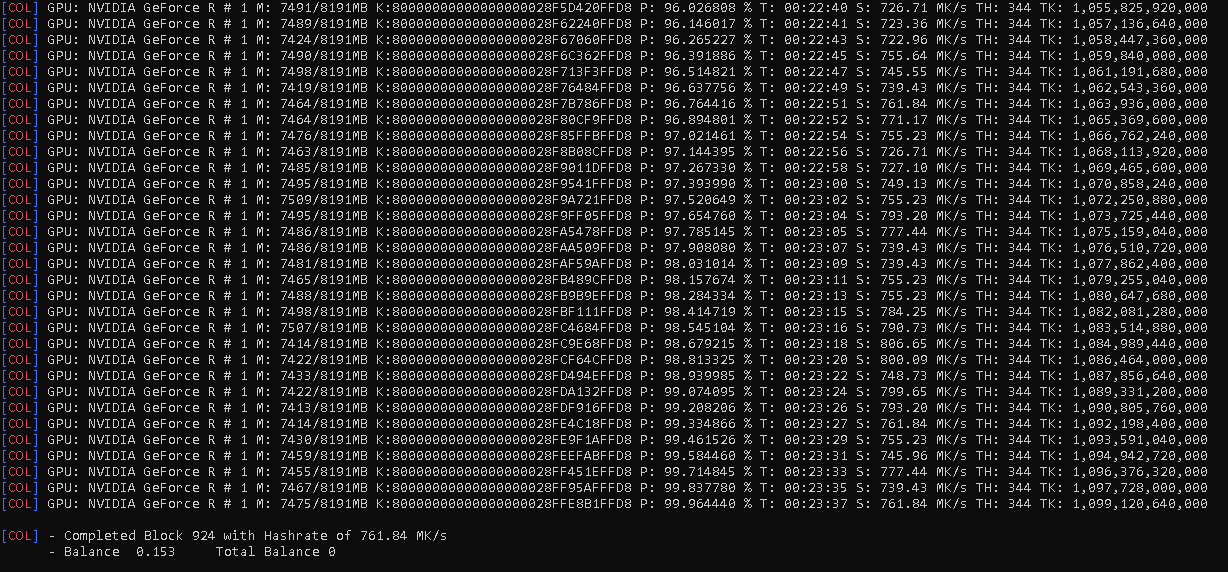 [COL] GPU: NVIDIA GeForce R # 1 M: 7491/8191MB K:80000000000000000028F5D420FFD8 P: 96.022808 % T: 00:22:40 S: 726.71 MK/s TH: 344 TK: 1,055,825,920,000
[COL] GPU: NVIDIA GeForce R # 1 M: 7489/8191MB K:80000000000000000028F62240FFD8 P: 96.146017 % T: 00:22:41 S: 723.36 MK/s TH: 344 TK: 1,057,136,640,000
[COL] GPU: NVIDIA GeForce R # 1 M: 7424/8191MB K:80000000000000000028F67060FFD8 P: 96.265227 % T: 00:22:43 S: 722.96 MK/s TH: 344 TK: 1,058,447,360,000
[COL] GPU: NVIDIA GeForce R # 1 M: 7490/8191MB K:80000000000000000028F6C362FFD8 P: 96.391886 % T: 00:22:45 S: 755.64 MK/s TH: 344 TK: 1,059,840,000,000
[COL] GPU: NVIDIA GeForce R # 1 M: 7498/8191MB K:80000000000000000028F713F3FFD8 P: 96.514821 % T: 00:22:47 S: 745.55 MK/s TH: 344 TK: 1,061,191,680,000
[COL] GPU: NVIDIA GeForce R # 1 M: 7419/8191MB K:80000000000000000028F76484FFD8 P: 96.637756 % T: 00:22:49 S: 739.43 MK/s TH: 344 TK: 1,062,543,360,000
[COL] GPU: NVIDIA GeForce R # 1 M: 7464/8191MB K:80000000000000000028F7B786FFD8 P: 96.764416 % T: 00:22:51 S: 761.84 MK/s TH: 344 TK: 1,063,936,000,000
[COL] GPU: NVIDIA GeForce R # 1 M: 7464/8191MB K:80000000000000000028F80CF9FFD8 P: 96.894801 % T: 00:22:52 S: 771.17 MK/s TH: 344 TK: 1,065,369,600,000
[COL] GPU: NVIDIA GeForce R # 1 M: 7476/8191MB K:80000000000000000028F85FFBFFD8 P: 97.021461 % T: 00:22:54 S: 755.23 MK/s TH: 344 TK: 1,066,762,240,000
[COL] GPU: NVIDIA GeForce R # 1 M: 7463/8191MB K:80000000000000000028F8B08CFFD8 P: 97.144395 % T: 00:22:56 S: 726.71 MK/s TH: 344 TK: 1,068,113,920,000
[COL] GPU: NVIDIA GeForce R # 1 M: 7485/8191MB K:80000000000000000028F9011DFFD8 P: 97.267330 % T: 00:22:58 S: 727.10 MK/s TH: 344 TK: 1,069,465,600,000
[COL] GPU: NVIDIA GeForce R # 1 M: 7495/8191MB K:80000000000000000028F9541FFFD8 P: 97.393990 % T: 00:23:00 S: 749.13 MK/s TH: 344 TK: 1,070,858,240,000
[COL] GPU: NVIDIA GeForce R # 1 M: 7509/8191MB K:80000000000000000028F9A721FFD8 P: 97.520649 % T: 00:23:02 S: 755.23 MK/s TH: 344 TK: 1,072,250,880,000
[COL] GPU: NVIDIA GeForce R # 1 M: 7495/8191MB K:80000000000000000028F9FF05FFD8 P: 97.654760 % T: 00:23:04 S: 793.20 MK/s TH: 344 TK: 1,073,725,440,000
[COL] GPU: NVIDIA GeForce R # 1 M: 7486/8191MB K:80000000000000000028FA5478FFD8 P: 97.785145 % T: 00:23:05 S: 777.44 MK/s TH: 344 TK: 1,075,159,040,000
[COL] GPU: NVIDIA GeForce R # 1 M: 7486/8191MB K:80000000000000000028FAA509FFD8 P: 97.908089 % T: 00:23:07 S: 739.43 MK/s TH: 344 TK: 1,076,510,720,000
[COL] GPU: NVIDIA GeForce R # 1 M: 7481/8191MB K:80000000000000000028FAF59AFFD8 P: 98.031014 % T: 00:23:09 S: 739.43 MK/s TH: 344 TK: 1,077,862,400,000
[COL] GPU: NVIDIA GeForce R # 1 M: 7465/8191MB K:80000000000000000028FB489CFFD8 P: 98.157674 % T: 00:23:11 S: 755.23 MK/s TH: 344 TK: 1,079,255,040,000
[COL] GPU: NVIDIA GeForce R # 1 M: 7488/8191MB K:80000000000000000028FB9B9EFFD8 P: 98.284334 % T: 00:23:13 S: 755.23 MK/s TH: 344 TK: 1,080,647,680,000
[COL] GPU: NVIDIA GeForce R # 1 M: 7498/8191MB K:80000000000000000028FBF111FFD8 P: 98.414719 % T: 00:23:15 S: 784.25 MK/s TH: 344 TK: 1,082,081,280,000
[COL] GPU: NVIDIA GeForce R # 1 M: 7507/8191MB K:80000000000000000028FC4684FFD8 P: 98.545104 % T: 00:23:16 S: 790.73 MK/s TH: 344 TK: 1,083,514,880,000
[COL] GPU: NVIDIA GeForce R # 1 M: 7414/8191MB K:80000000000000000028FC9E68FFD8 P: 98.679215 % T: 00:23:18 S: 806.65 MK/s TH: 344 TK: 1,084,989,440,000
[COL] GPU: NVIDIA GeForce R # 1 M: 7422/8191MB K:80000000000000000028FCF64CFFD8 P: 98.813325 % T: 00:23:20 S: 800.09 MK/s TH: 344 TK: 1,086,464,000,000
[COL] GPU: NVIDIA GeForce R # 1 M: 7433/8191MB K:80000000000000000028FD494EFFD8 P: 98.939985 % T: 00:23:22 S: 748.73 MK/s TH: 344 TK: 1,087,856,640,000
[COL] GPU: NVIDIA GeForce R # 1 M: 7422/8191MB K:80000000000000000028FDA132FFD8 P: 99.074095 % T: 00:23:24 S: 799.65 MK/s TH: 344 TK: 1,089,331,200,000
[COL] GPU: NVIDIA GeForce R # 1 M: 7413/8191MB K:80000000000000000028FDF916FFD8 P: 99.208206 % T: 00:23:26 S: 793.20 MK/s TH: 344 TK: 1,090,805,760,000
[COL] GPU: NVIDIA GeForce R # 1 M: 7414/8191MB K:80000000000000000028FE4C18FFD8 P: 99.334866 % T: 00:23:27 S: 761.84 MK/s TH: 344 TK: 1,092,198,400,000
[COL] GPU: NVIDIA GeForce R # 1 M: 7430/8191MB K:80000000000000000028FE9F1AFFD8 P: 99.461526 % T: 00:23:29 S: 755.23 MK/s TH: 344 TK: 1,093,591,040,000
[COL] GPU: NVIDIA GeForce R # 1 M: 7459/8191MB K:80000000000000000028FEEFABFFD8 P: 99.584460 % T: 00:23:31 S: 745.96 MK/s TH: 344 TK: 1,094,942,720,000
[COL] GPU: NVIDIA GeForce R # 1 M: 7455/8191MB K:80000000000000000028FF451EFFD8 P: 99.714845 % T: 00:23:33 S: 777.44 MK/s TH: 344 TK: 1,096,376,320,000
[COL] GPU: NVIDIA GeForce R # 1 M: 7467/8191MB K:80000000000000000028FF95AFFFD8 P: 99.837780 % T: 00:23:35 S: 739.43 MK/s TH: 344 TK: 1,097,728,000,000
[COL] GPU: NVIDIA GeForce R # 1 M: 7475/8191MB K:80000000000000000028FFE8B1FFD8 P: 99.964440 % T: 00:23:37 S: 761.84 MK/s TH: 344 TK: 1,099,120,640,000
[COL] - Completed Block 924 with Hashrate of 761.84 MK/s
- Balance 0.153 Total Balance 0